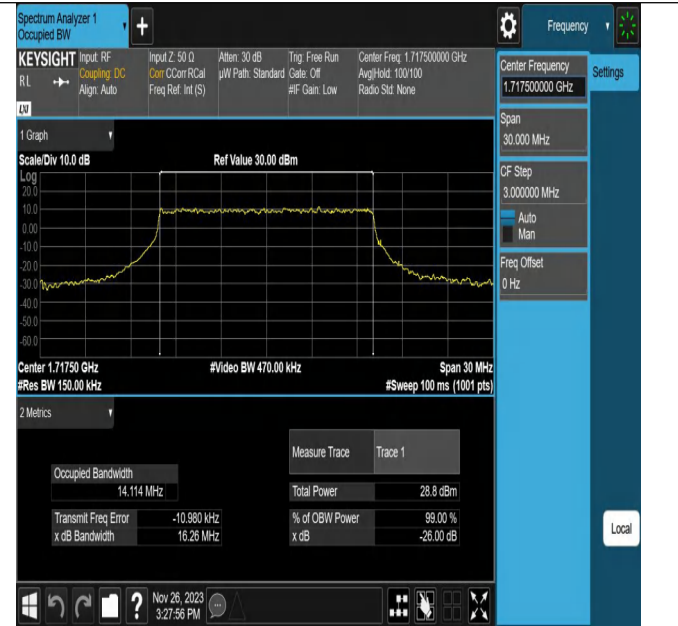 Spectrum Analyzer 1
Occupied BW
+
Frequency
KEYSIGHT
RL
LXI
Input: RF
Coupling: DC
Align: Auto
Input Z: 50 Ω
Corr CCorr RCal
Freq Ref: Int (S)
Atten: 30 dB
µW Path: Standard
Trig: Free Run
Gate: Off
#IF Gain: Low
Center Freq: 1.717500000 GHz
Avg|Hold: 100/100
Radio Std: None
Center Frequency
1.717500000 GHz
Settings
Span
30.000 MHz
CF Step
3.000000 MHz
Auto
Man
Freq Offset
0 Hz
1 Graph
Scale/Div 10.0 dB
Ref Value 30.00 dBm
Log
20.0
10.0
0.00
-10.0
-20.0
-30.0
-40.0
-50.0
-60.0
Center 1.71750 GHz
#Video BW 470.00 kHz
Span 30 MHz
#Res BW 150.00 kHz
#Sweep 100 ms (1001 pts)
2 Metrics
Measure Trace Trace 1
Occupied Bandwidth
14.114 MHz
Total Power 28.8 dBm
Transmit Freq Error -10.980 kHz
% of OBW Power 99.00 %
x dB Bandwidth 16.26 MHz
x dB -26.00 dB
Local
?
Nov 26, 2023
3:27:56 PM